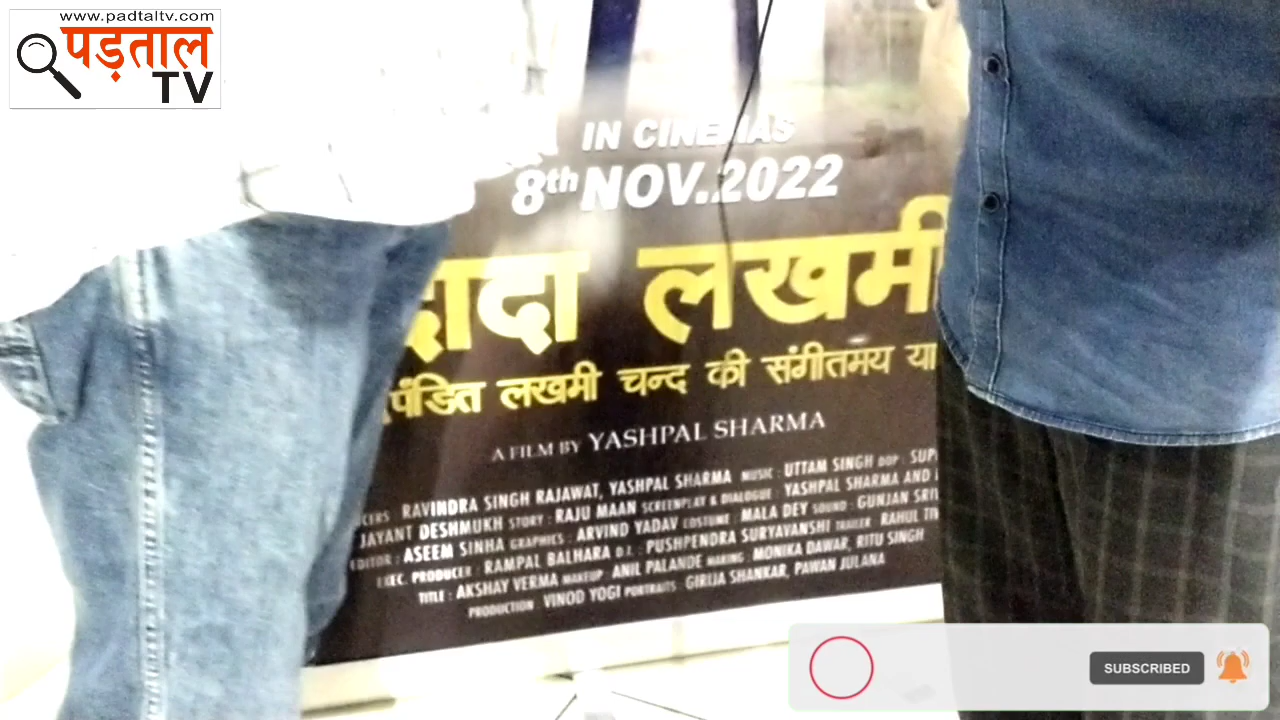 www.padtaltv.com
पड़ताल
TV
IN CINEMAS
8th NOV.2022
दादा लखमी
पंडित लखमी चन्द की संगीतमय
A FILM BY YASHPAL SHARMA
RAVINDRA SINGH RAJAWAT, YASHPAL SHARMA MUSIC : UTTAM SINGH DOP :
JAYANT DESHMUKH STORY : RAJU MAAN SCREENPLAY & DIALOGUE : YASHPAL SHARMA AND
EDITOR : ASEEM SINHA GRAPHICS : ARVIND YADAV COSTUME : MALA DEY SOUND : GUNJAN
EXEC. PRODUCER : RAMPAL BALHARA D.I. : PUSHPENDRA SURYAVANSHI TRAILER RAHUL
TITLE : AKSHAY VERMA MAKEUP ANIL PALANDE MAKING MONIKA DAWAR, RITU SINGH
PRODUCTION VINOD YOGI PORTRAITS GIRIJA SHANKAR, PAWAN JULANA
SUBSCRIBED